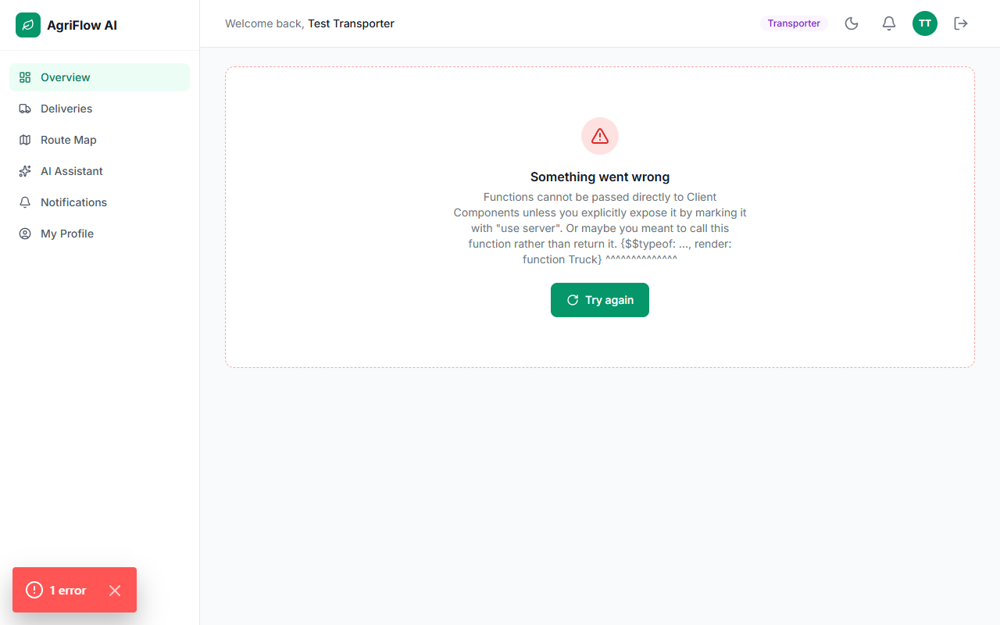 AgriFlow AI
Welcome back, Test Transporter
Transporter
TT
Overview
Deliveries
Route Map
AI Assistant
Notifications
My Profile
Something went wrong
Functions cannot be passed directly to Client
Components unless you explicitly expose it by marking it
with "use server". Or maybe you meant to call this
function rather than return it. {$$typeof: ..., render:
function Truck} ^^^^^^^^^^^^^^
Try again
1 error